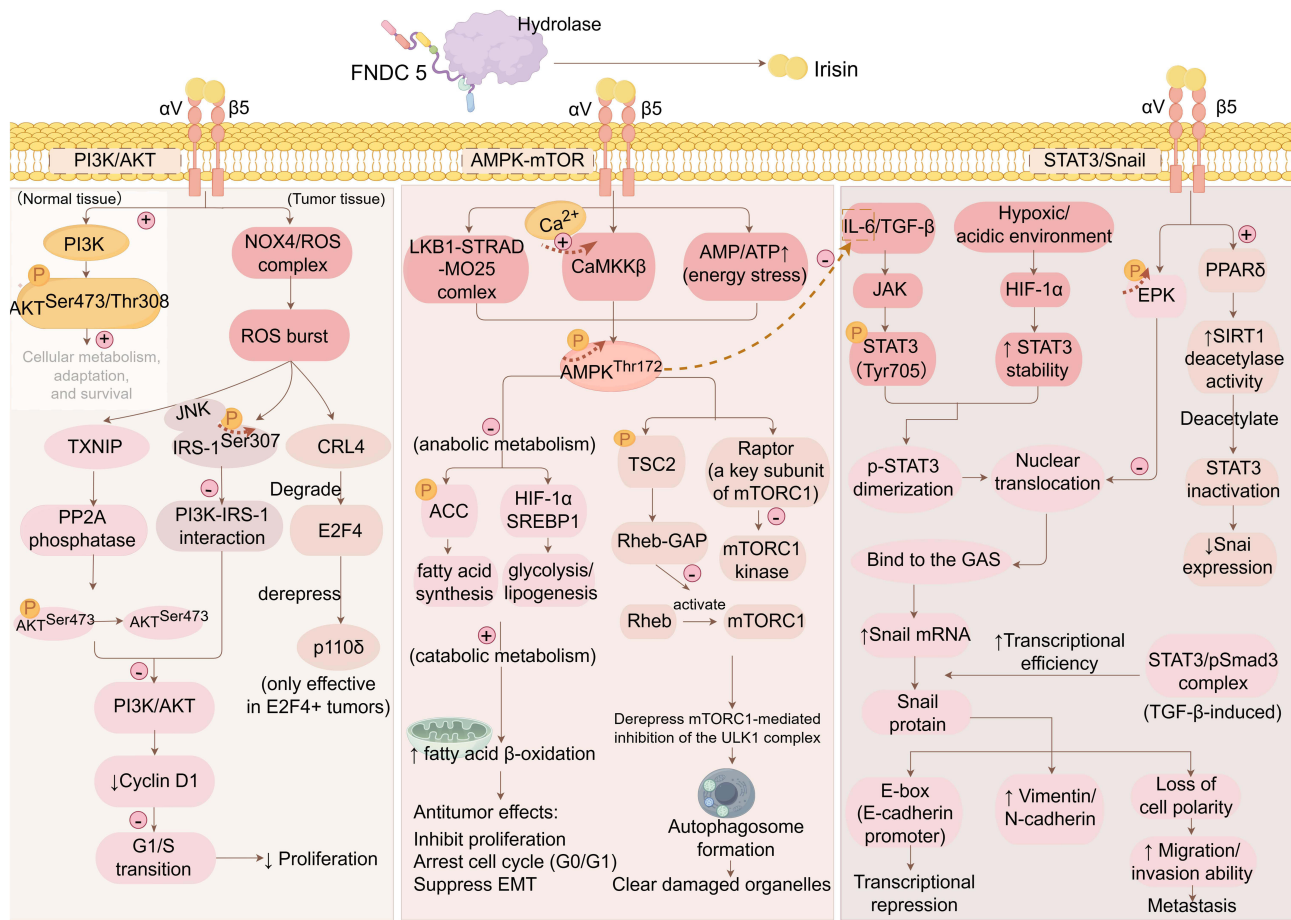 Hydrolase
FNDC 5
Irisin
αV
β5
αV
β5
αV
β5
PI3K/AKT
AMPK-mTOR
STAT3/Snail
(Normal tissue)
(Tumor tissue)
+
PI3K
P
AKTSer473/Thr308
+
Cellular metabolism,
adaptation,
and survival
NOX4/ROS
complex
ROS burst
JNK
P
TXNIP
IRS-1Ser307
CRL4
-
Degrade
PP2A
phosphatase
PI3K-IRS-1
interaction
E2F4
derepress
P
AKTSer473
AKTSer473
p110δ
(only effective
in E2F4+ tumors)
-
PI3K/AKT
↓Cyclin D1
-
G1/S
transition
↓ Proliferation
Ca2+
+
LKB1-STRAD
-MO25
comlex
CaMKKβ
AMP/ATP↑
(energy stress)
-
P
AMPKThr172
-
(anabolic metabolism)
P
ACC
HIF-1α
SREBP1
fatty acid
synthesis
glycolysis/
lipogenesis
+
(catabolic metabolism)
↑ fatty acid β-oxidation
Antitumor effects:
Inhibit proliferation
Arrest cell cycle (G0/G1)
Suppress EMT
P
TSC2
Raptor
(a key subunit
of mTORC1)
-
Rheb-GAP
mTORC1
kinase
-
activate
Rheb
mTORC1
Derepress mTORC1-mediated
inhibition of the ULK1 complex
Autophagosome
formation
Clear damaged organelles
IL-6/TGF-β
Hypoxic/
acidic environment
JAK
HIF-1α
P
STAT3
(Tyr705)
↑ STAT3
stability
P
EPK
+
PPARδ
↑SIRT1
deacetylase
activity
Deacetylate
p-STAT3
dimerization
Nuclear
translocation
-
STAT3
inactivation
-
↓Snai
expression
Bind to the GAS
↑Snail mRNA
↑Transcriptional
efficiency
STAT3/pSmad3
complex
(TGF-β-induced)
Snail
protain
E-box
(E-cadherin
promoter)
↑ Vimentin/
N-cadherin
Loss of
cell polarity
Transcriptional
repression
↑ Migration/
invasion ability
Metastasis